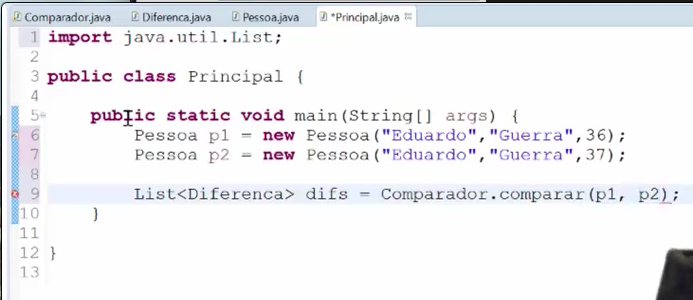 Comparador.java Diferenca.java Pessoa.java *Principal.java
1 import java.util.List;
2
3 public class Principal {
4
5 public static void main(String[] args) {
6 Pessoa p1 = new Pessoa("Eduardo","Guerra",36);
7 Pessoa p2 = new Pessoa("Eduardo","Guerra",37);
8
9 List<Diferenca> difs = Comparador.comparar(p1, p2);
10 }
11
12 }
13